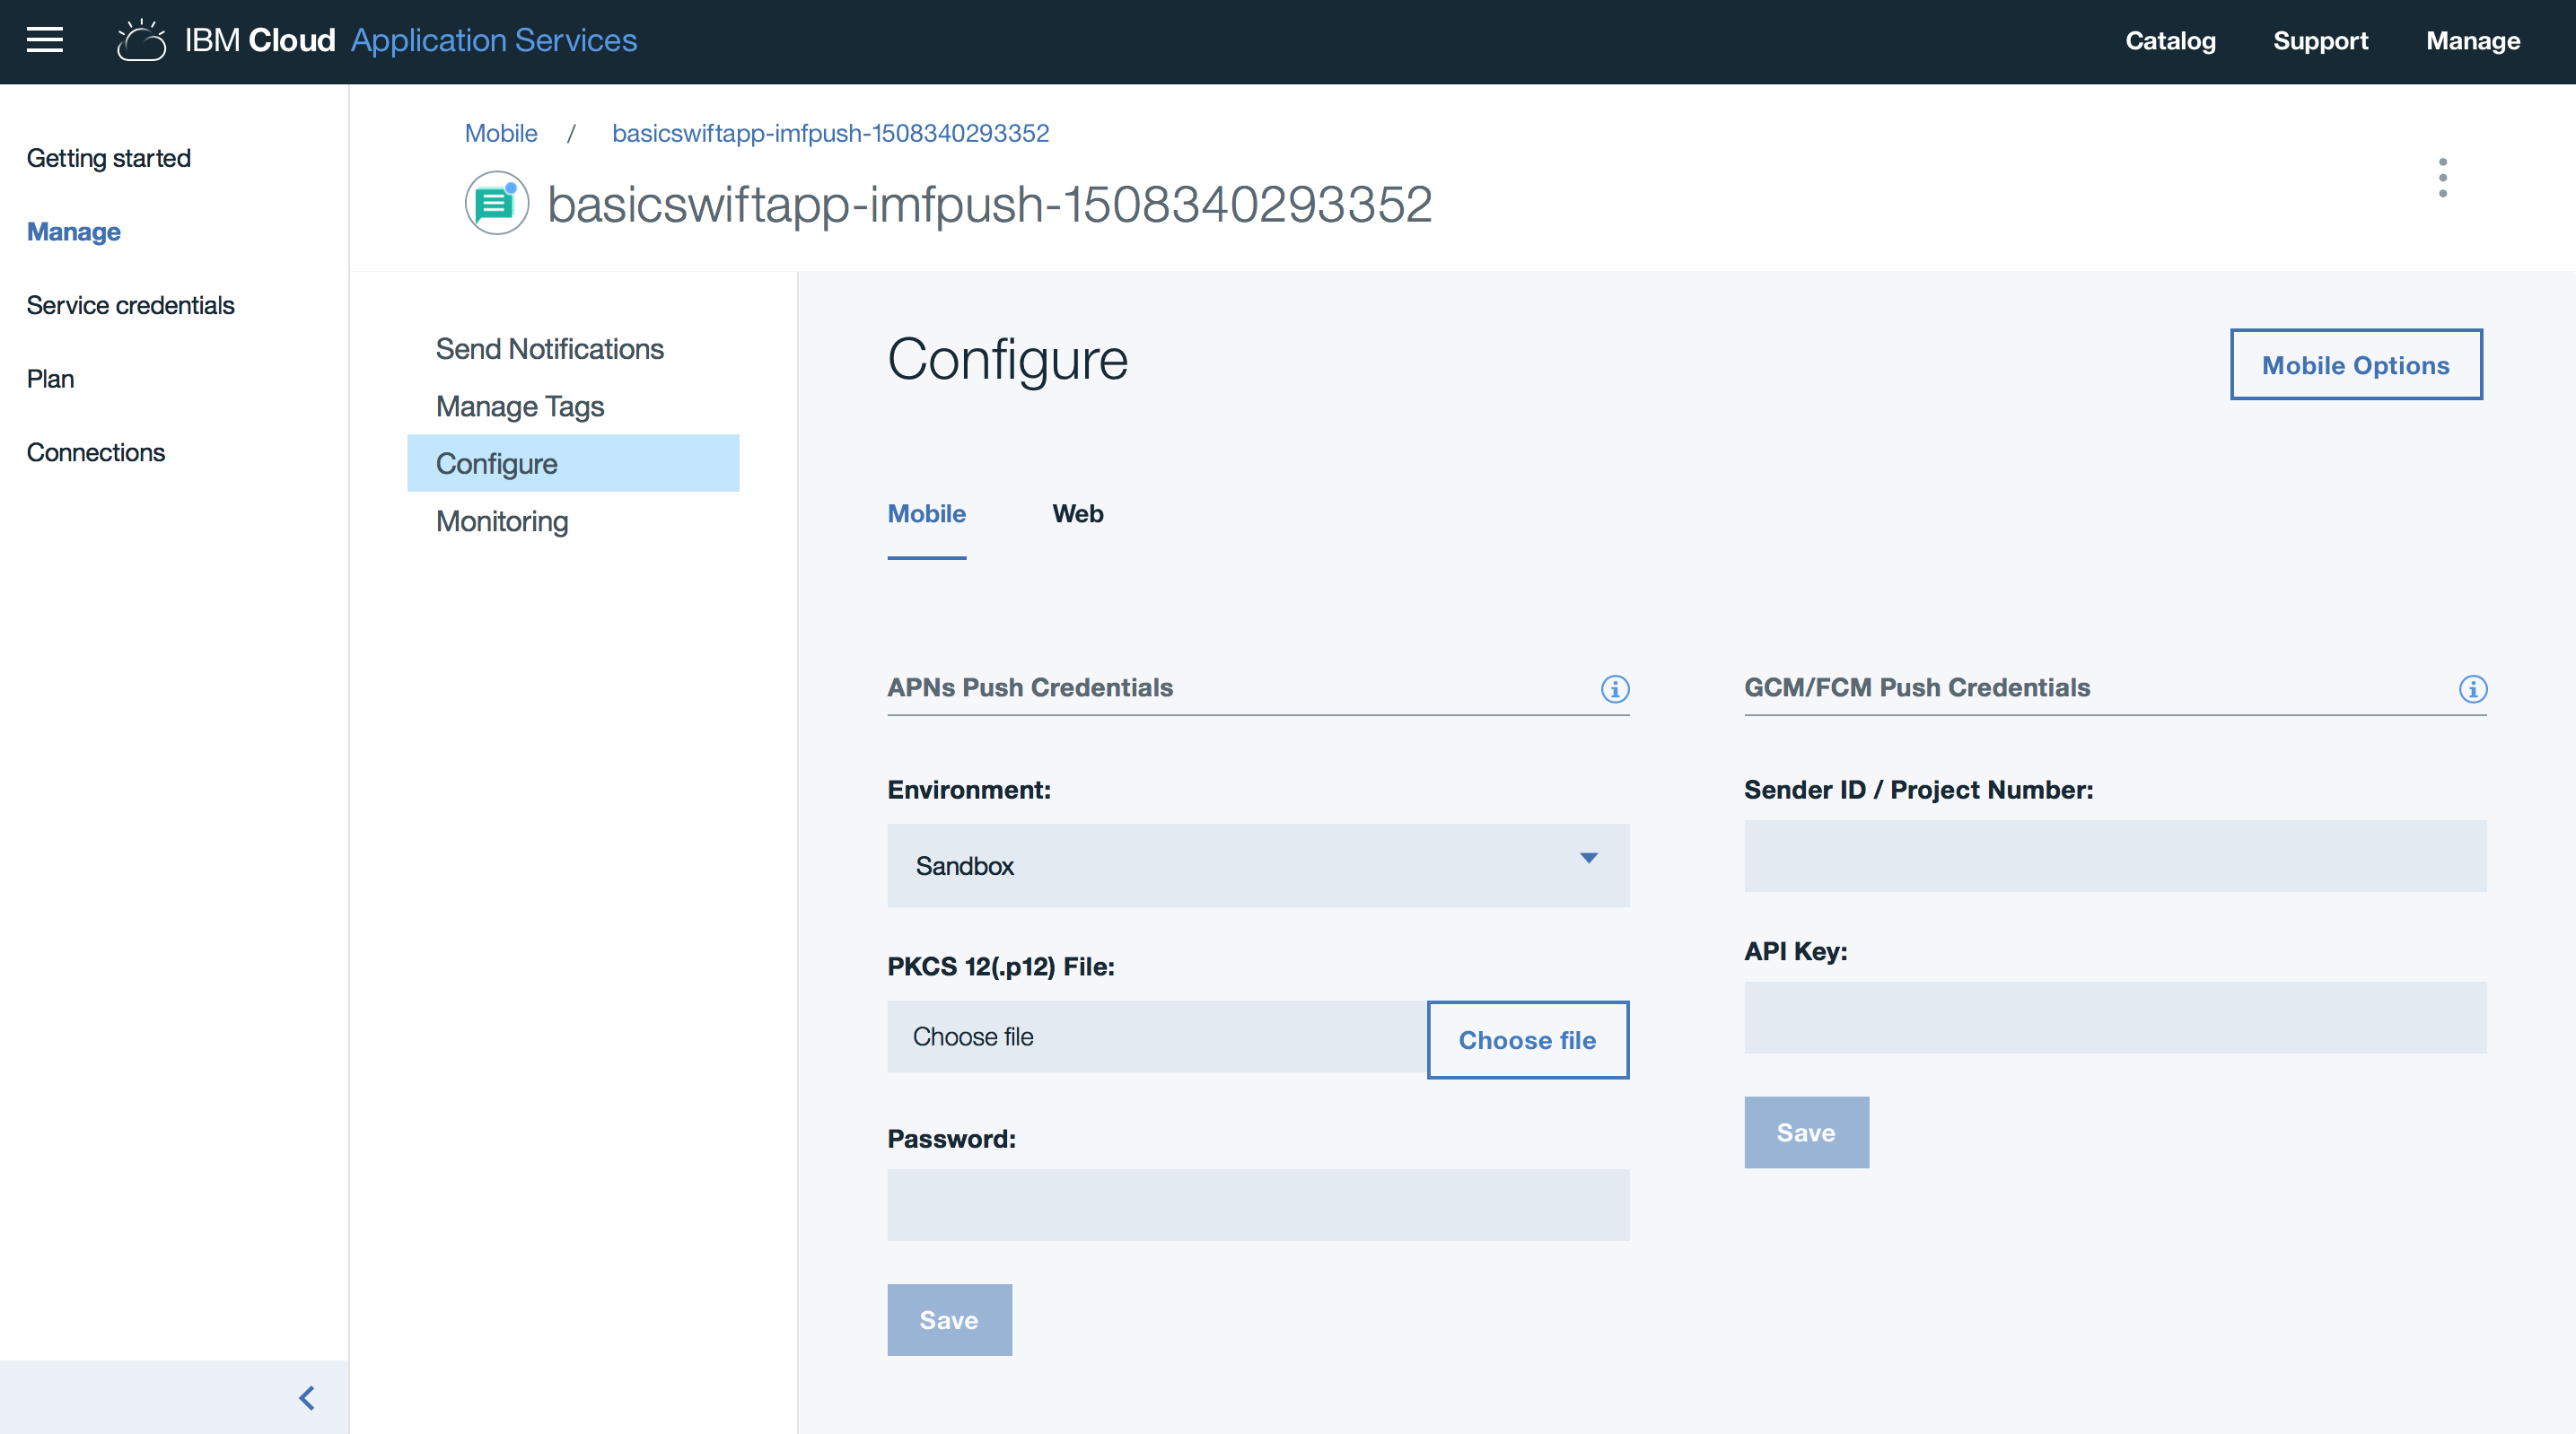 IBM Cloud Application Services
Catalog
Support
Manage
Getting started
Manage
Service credentials
Plan
Connections
Mobile / basicswiftapp-imfpush-1508340293352
basicswiftapp-imfpush-1508340293352
Send Notifications
Manage Tags
Configure
Monitoring
Configure
Mobile Options
Mobile
Web
APNs Push Credentials
Environment:
Sandbox
PKCS 12(.p12) File:
Choose file
Choose file
Password:
Save
GCM/FCM Push Credentials
Sender ID / Project Number:
API Key:
Save